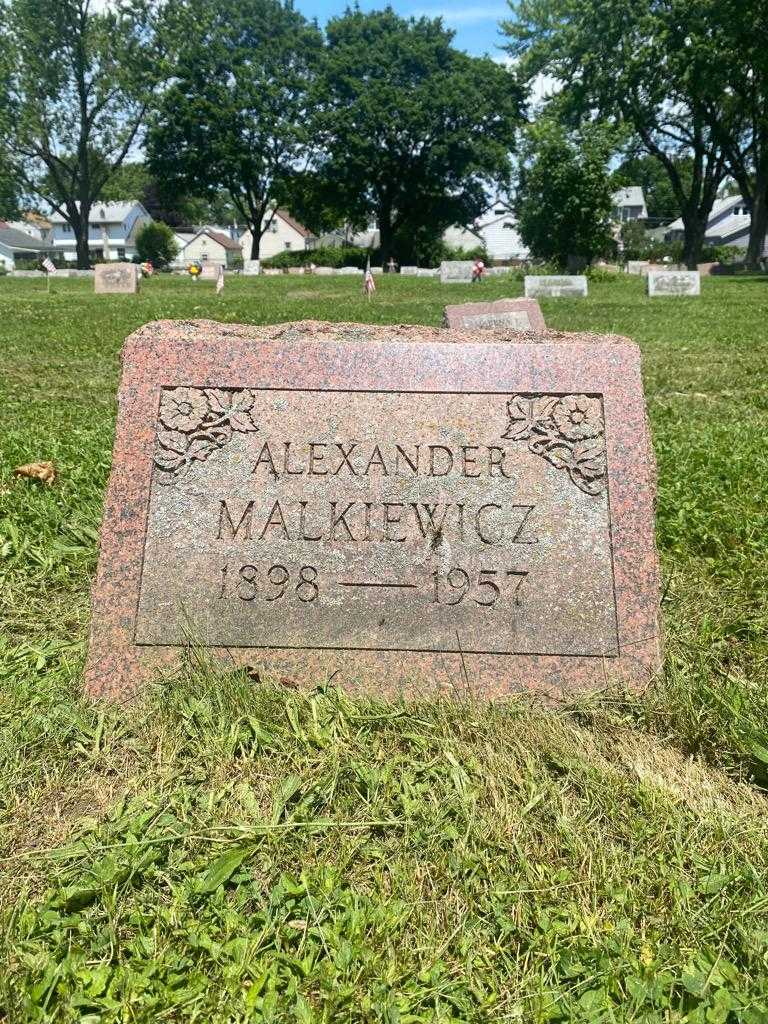 ALEXANDER
MALKIEWICZ
1898 — 1957